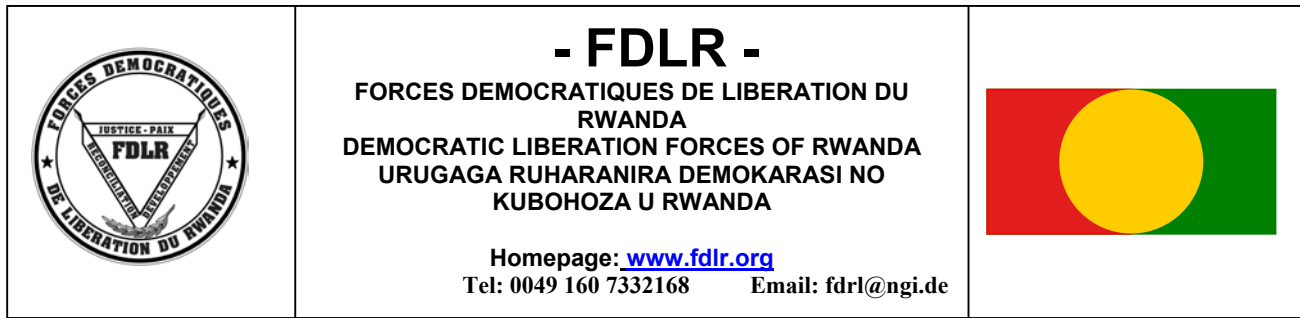 FORCES DEMOCRATIQUES
DE LIBERATION DU RWANDA
JUSTICE - PAIX
FDLR
RECONCILIATION
DEVELOPPEMENT
- FDLR -
FORCES DEMOCRATIQUES DE LIBERATION DU
RWANDA
DEMOCRATIC LIBERATION FORCES OF RWANDA
URUGAGA RUHARANIRA DEMOKARASI NO
KUBOHOZA U RWANDA
Homepage: www.fdlr.org
Tel: 0049 160 7332168 Email: fdrl@ngi.de